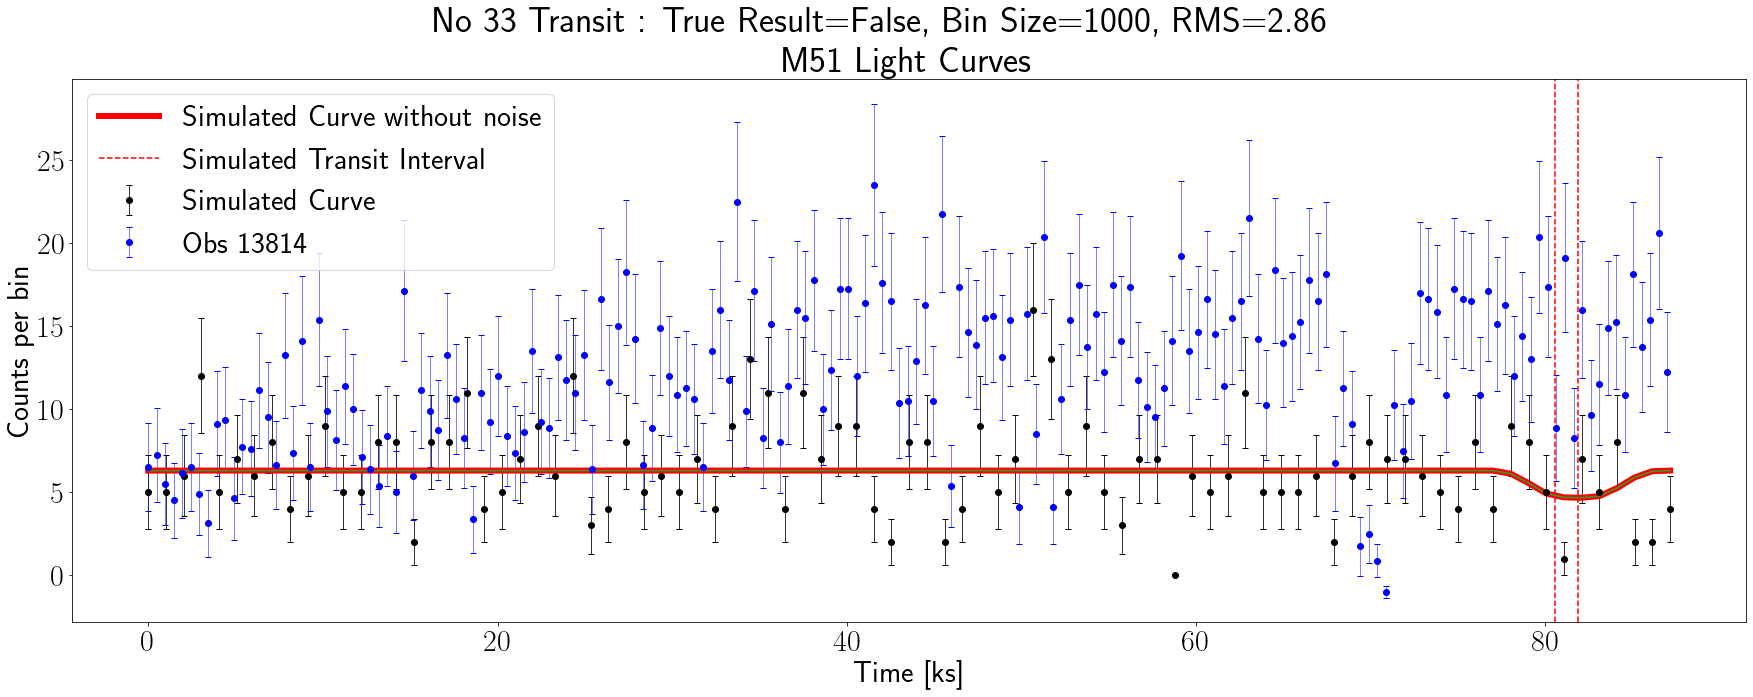 No 33 Transit : True Result=False, Bin Size=1000, RMS=2.86
M51 Light Curves
Simulated Curve without noise
Simulated Transit Interval
Simulated Curve
Obs 13814
Counts per bin
25
20
15
10
5
0
0 20 40 60 80
Time [ks]